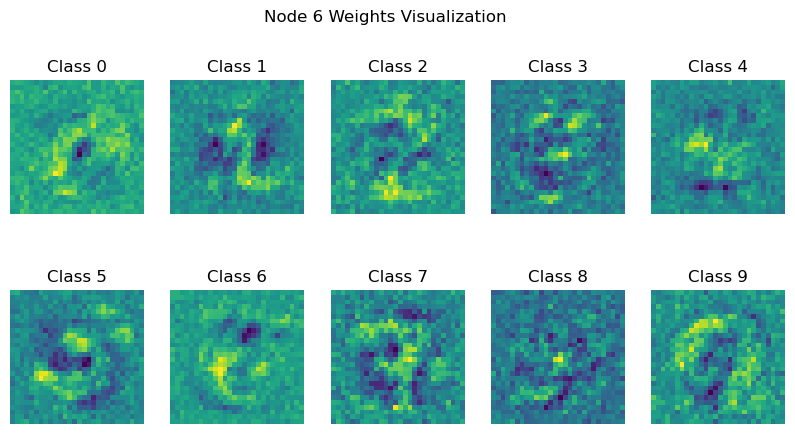 Node 6 Weights Visualization
Class 0 Class 1 Class 2 Class 3 Class 4
Class 5 Class 6 Class 7 Class 8 Class 9